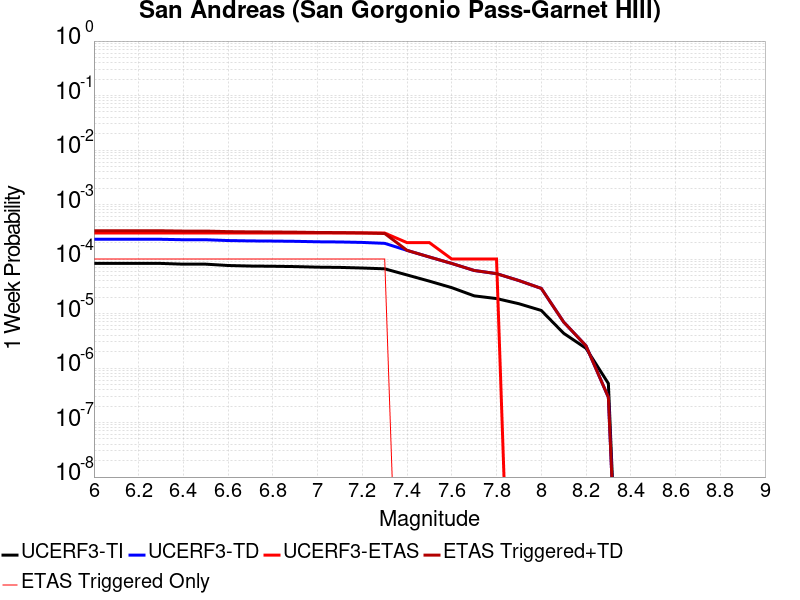 San Andreas (San Gorgonio Pass-Garnet HIll)
10^0
10^-1
10^-2
10^-3
10^-4
10^-5
10^-6
10^-7
10^-8
1 Week Probability
6 6.2 6.4 6.6 6.8 7 7.2 7.4 7.6 7.8 8 8.2 8.4 8.6 8.8 9
Magnitude
UCERF3-TI UCERF3-TD UCERF3-ETAS ETAS Triggered+TD
ETAS Triggered Only